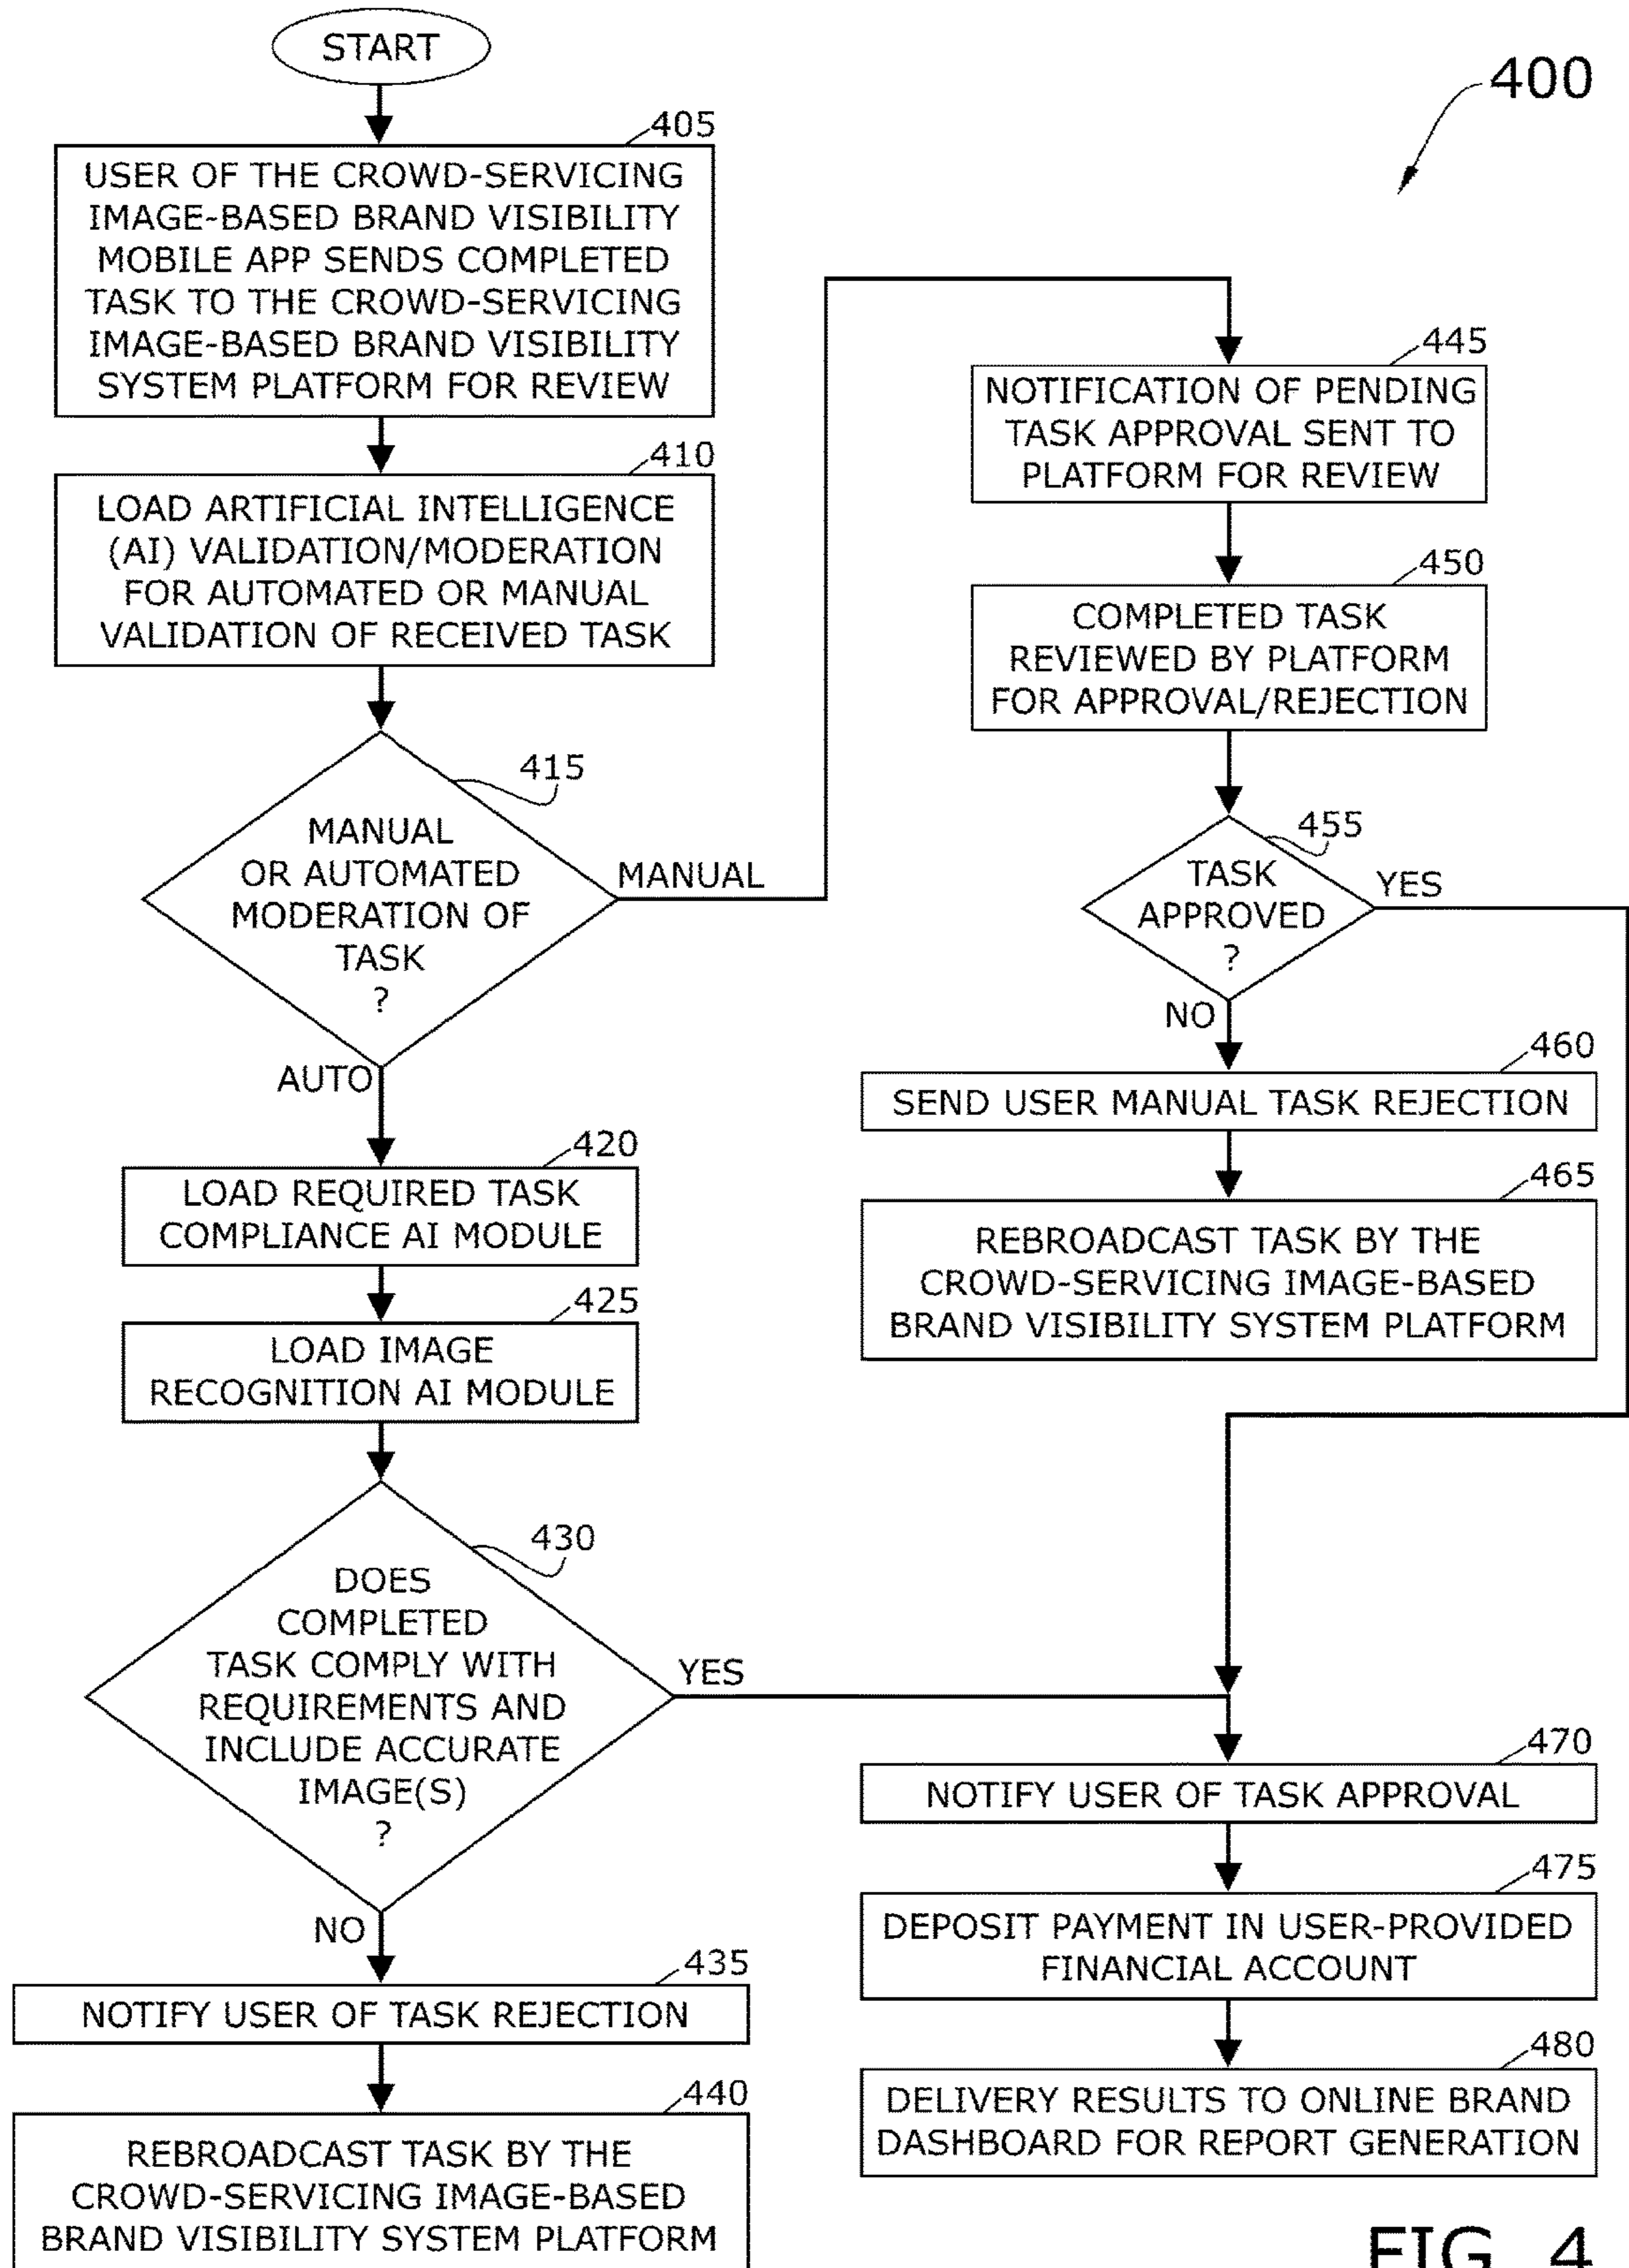 START
400
405
USER OF THE CROWD-SERVICING
IMAGE-BASED BRAND VISIBILITY
MOBILE APP SENDS COMPLETED
TASK TO THE CROWD-SERVICING
IMAGE-BASED BRAND VISIBILITY
SYSTEM PLATFORM FOR REVIEW
410
LOAD ARTIFICIAL INTELLIGENCE
(AI) VALIDATION/MODERATION
FOR AUTOMATED OR MANUAL
VALIDATION OF RECEIVED TASK
415
MANUAL
OR AUTOMATED
MODERATION OF
TASK
?
MANUAL
AUTO
420
LOAD REQUIRED TASK
COMPLIANCE AI MODULE
425
LOAD IMAGE
RECOGNITION AI MODULE
430
DOES
COMPLETED
TASK COMPLY WITH
REQUIREMENTS AND
INCLUDE ACCURATE
IMAGE(S)
?
YES
NO
435
NOTIFY USER OF TASK REJECTION
440
REBROADCAST TASK BY THE
CROWD-SERVICING IMAGE-BASED
BRAND VISIBILITY SYSTEM PLATFORM
445
NOTIFICATION OF PENDING
TASK APPROVAL SENT TO
PLATFORM FOR REVIEW
450
COMPLETED TASK
REVIEWED BY PLATFORM
FOR APPROVAL/REJECTION
455
TASK
APPROVED
?
YES
NO
460
SEND USER MANUAL TASK REJECTION
465
REBROADCAST TASK BY THE
CROWD-SERVICING IMAGE-BASED
BRAND VISIBILITY SYSTEM PLATFORM
470
NOTIFY USER OF TASK APPROVAL
475
DEPOSIT PAYMENT IN USER-PROVIDED
FINANCIAL ACCOUNT
480
DELIVERY RESULTS TO ONLINE BRAND
DASHBOARD FOR REPORT GENERATION
FIG. 4